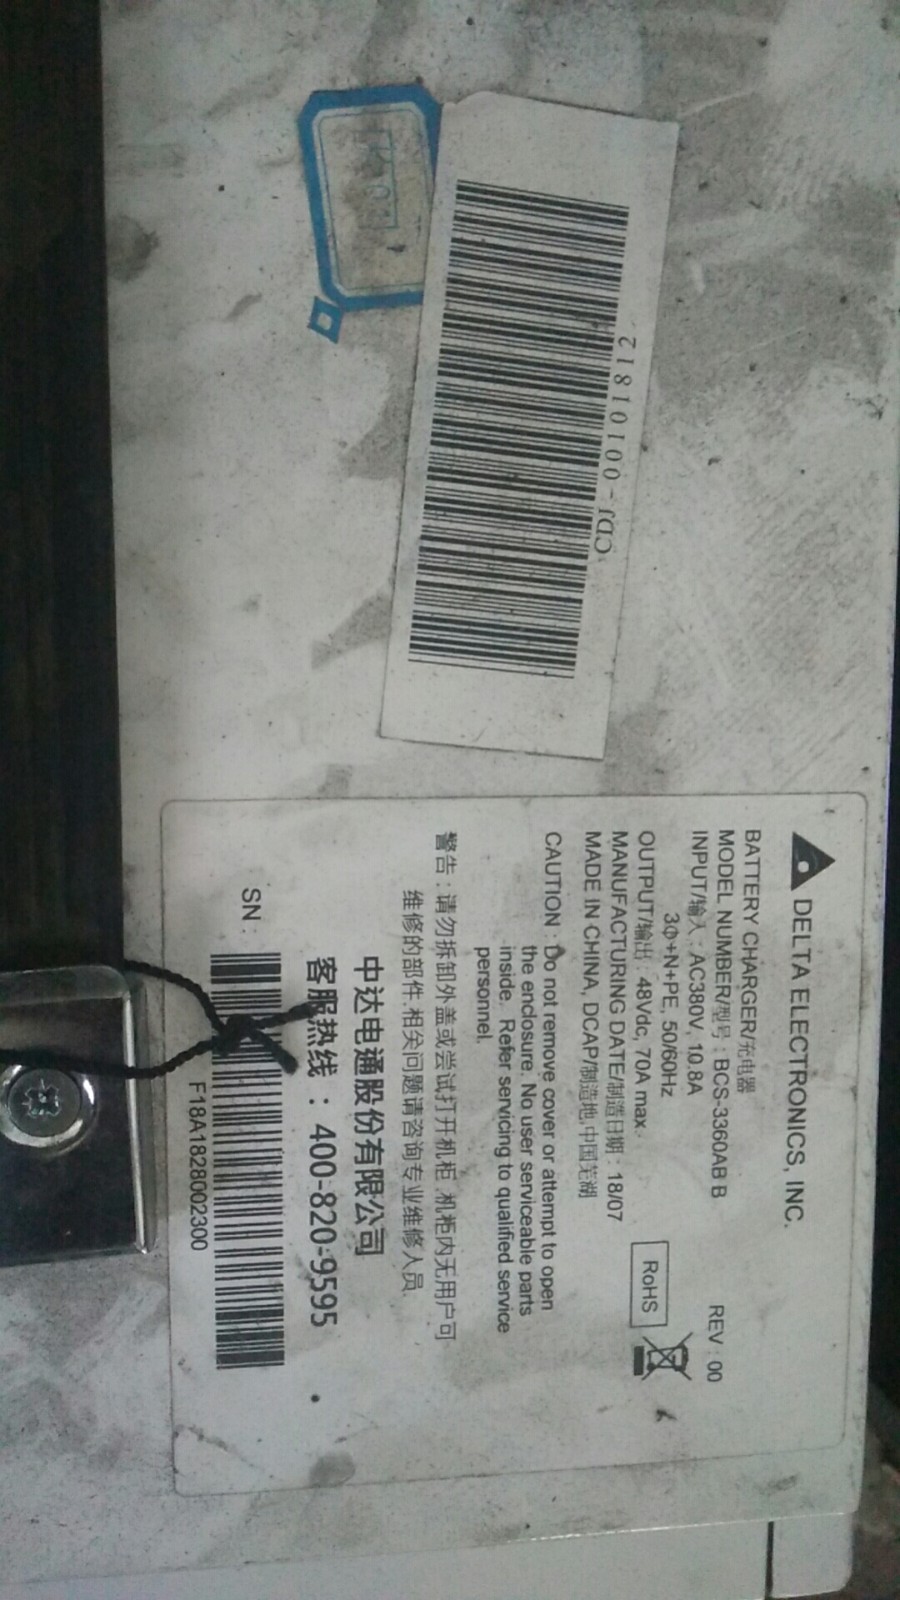 218101100-CDJ
DELTA ELECTRONICS, INC.
BATTERY CHARGER/充电器
MODEL NUMBER/型号 : BCS-3360AB B
REV : 00
INPUT/输入 : AC380V, 10.8A
3Φ+N+PE, 50/60Hz
OUTPUT/输出 : 48Vdc, 70A max.
MANUFACTURING DATE/制造日期 : 18/07
MADE IN CHINA, DCAP/制造地,中国芜湖
RoHS
CAUTION : Do not remove cover or attempt to open
the enclosure. No user serviceable parts
inside. Refer servicing to qualified service
personnel.
警告 : 请勿拆卸外盖或尝试打开机柜.机柜内无用户可
维修的部件.相关问题请咨询专业维修人员.
中达电通股份有限公司
客服热线 : 400-820-9595
SN :
F18A1828002300